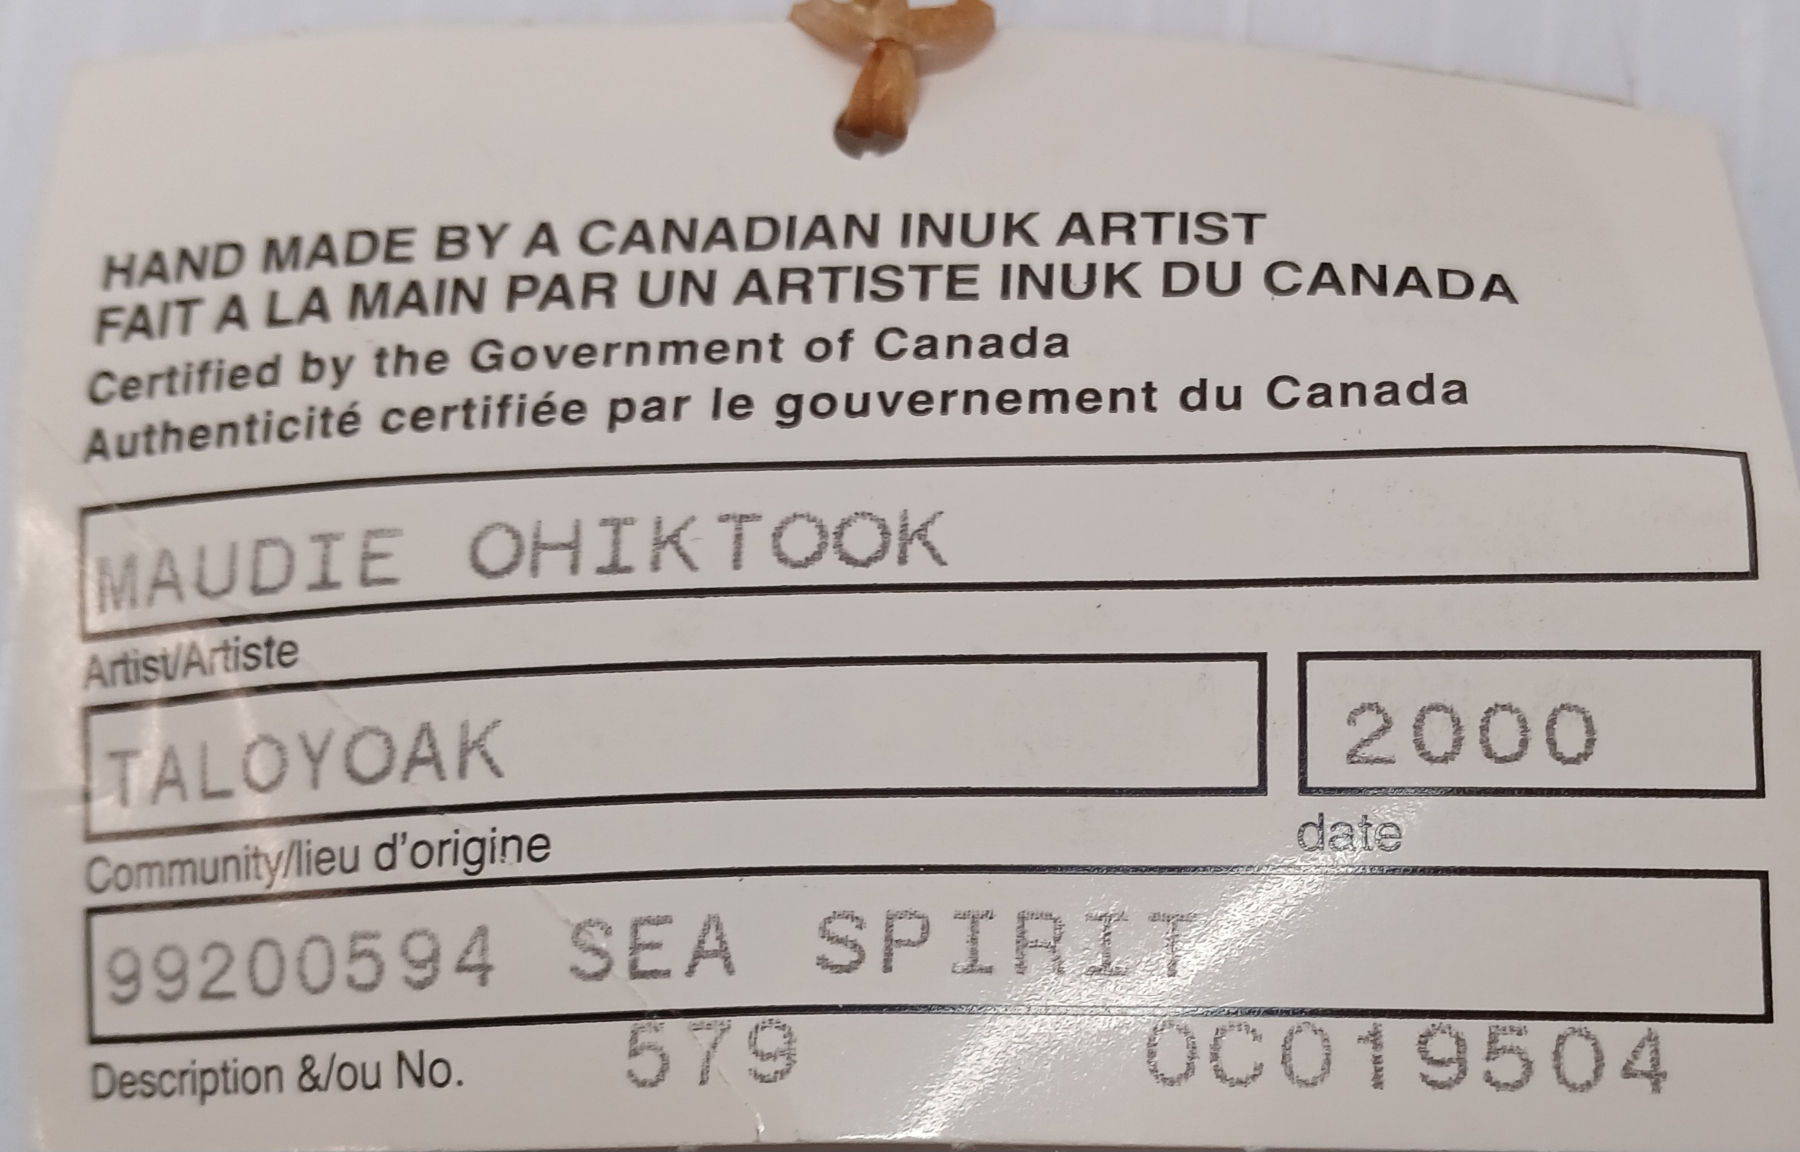 HAND MADE BY A CANADIAN INUK ARTIST
FAIT A LA MAIN PAR UN ARTISTE INUK DU CANADA
Certified by the Government of Canada
Authenticité certifiée par le gouvernement du Canada
MAUDIE OHIKTOOK
Artist/Artiste
TALOYOAK
2000
Community/lieu d'origine
date
99200594 SEA SPIRIT
579 0C019504
Description &/ou No.